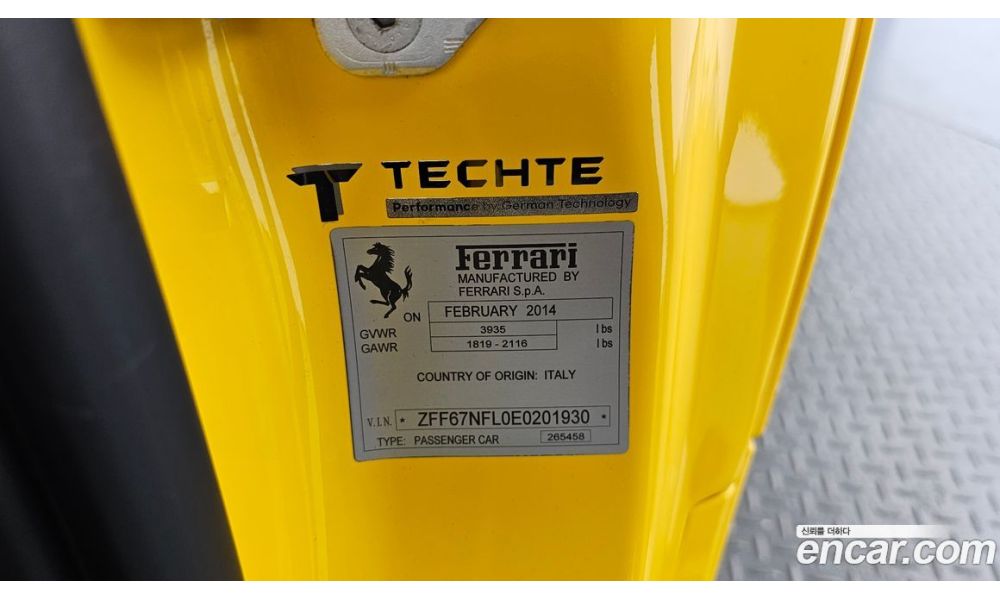 TECHTE
Performance by German Technology
Ferrari
MANUFACTURED BY
FERRARI S.p.A.
ON FEBRUARY 2014
GVWR 3935 lbs
GAWR 1819 - 2116 lbs
COUNTRY OF ORIGIN: ITALY
V.I.N. * ZFF67NFL0E0201930 *
TYPE: PASSENGER CAR 265458
신뢰를 더하다
encar.com